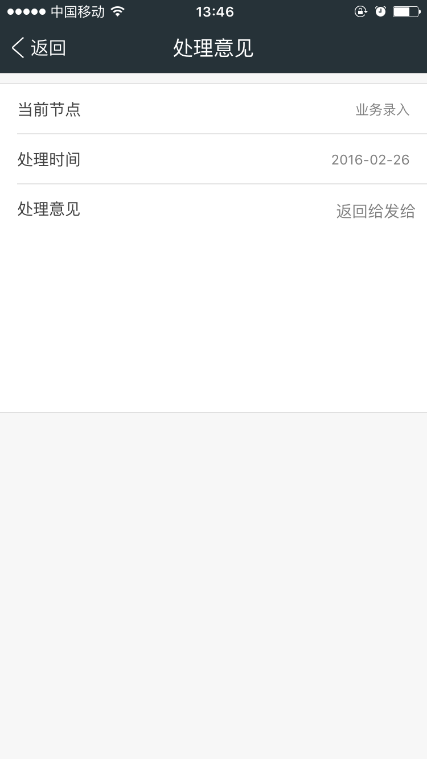 中国移动 13:46
返回 处理意见
当前节点 业务录入
处理时间 2016-02-26
处理意见 返回给发给